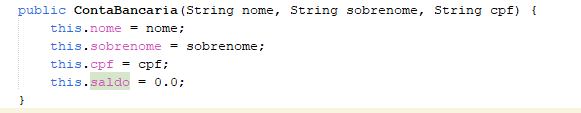 public ContaBancaria(String nome, String sobrenome, String cpf) {
    this.nome = nome;
    this.sobrenome = sobrenome;
    this.cpf = cpf;
    this.saldo = 0.0;
}